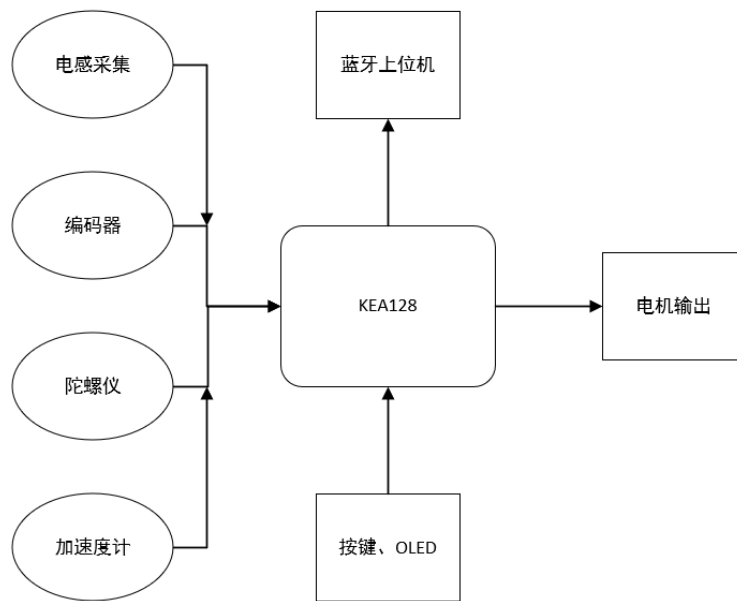 电感采集
蓝牙上位机
编码器
KEA128
电机输出
陀螺仪
加速度计
按键、OLED